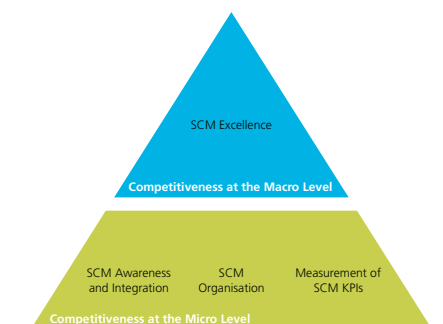 SCM Excellence
Competitiveness at the Macro Level
SCM Awareness
and Integration
SCM
Organisation
Measurement of
SCM KPIs
Competitiveness at the Micro Level